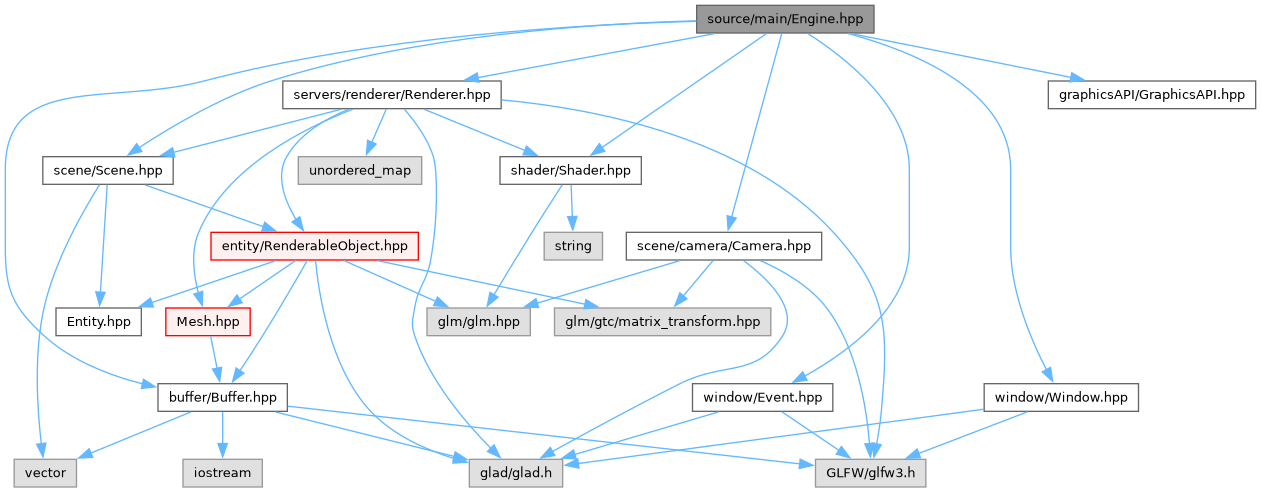 source/main/Engine.hpp
servers/renderer/Renderer.hpp
graphicsAPI/GraphicsAPI.hpp
scene/Scene.hpp
unordered_map
shader/Shader.hpp
entity/RenderableObject.hpp
string
scene/camera/Camera.hpp
Entity.hpp
Mesh.hpp
glm/glm.hpp
glm/gtc/matrix_transform.hpp
buffer/Buffer.hpp
window/Event.hpp
window/Window.hpp
vector
iostream
glad/glad.h
GLFW/glfw3.h